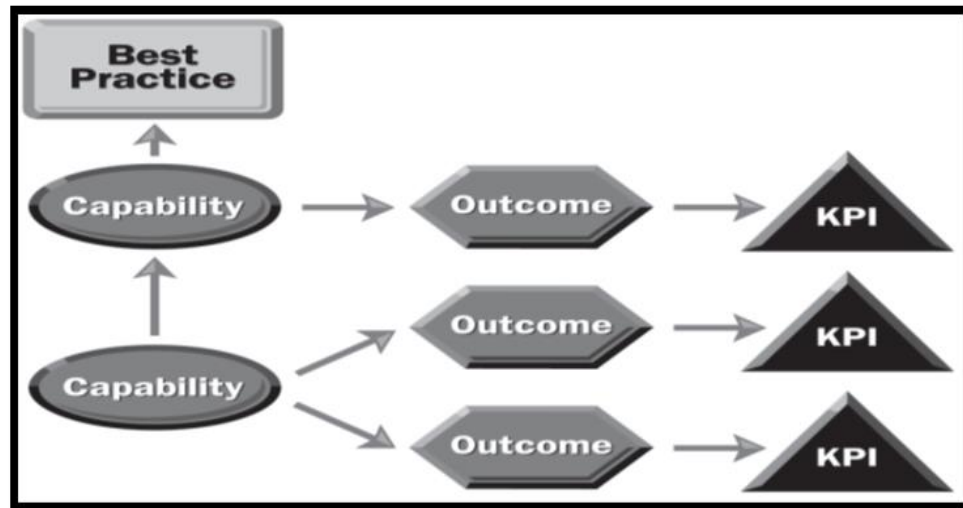 Best
Practice
Capability
Outcome
KPI
Capability
Outcome
KPI
Outcome
KPI